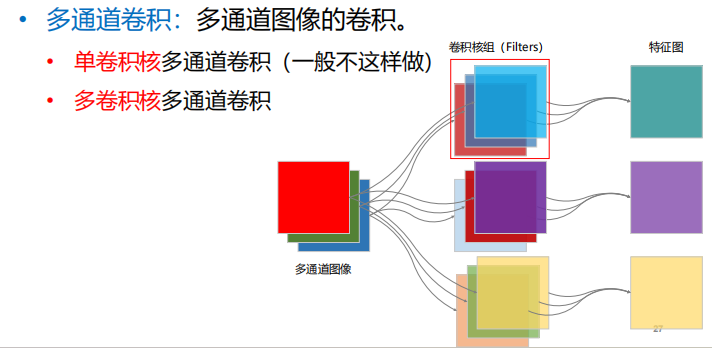 • 多通道卷积：多通道图像的卷积。
• 单卷积核多通道卷积（一般不这样做）
• 多卷积核多通道卷积
卷积核组（Filters）
特征图
多通道图像
27